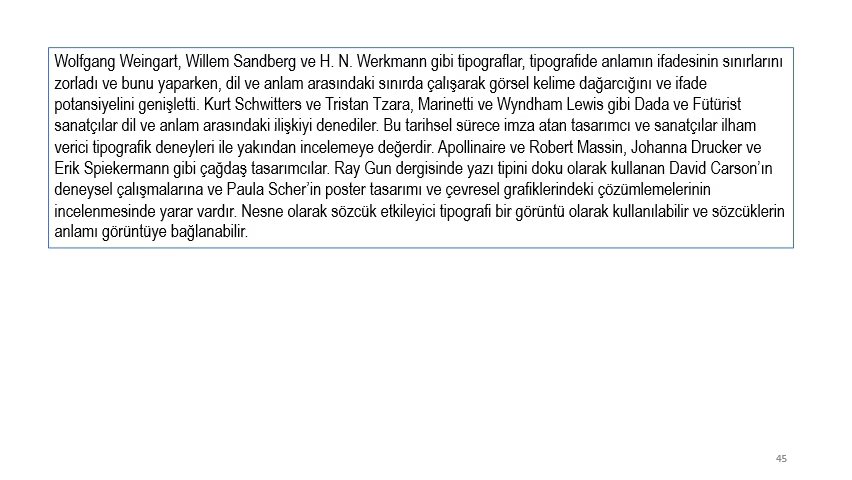 Wolfgang Weingart, Willem Sandberg ve H. N. Werkmann gibi tipograflar, tipografide anlamın ifadesinin sınırlarını
zorladı ve bunu yaparken, dil ve anlam arasındaki sınırda çalışarak görsel kelime dağarcığını ve ifade
potansiyelini genişletti. Kurt Schwitters ve Tristan Tzara, Marinetti ve Wyndham Lewis gibi Dada ve Fütürist
sanatçılar dil ve anlam arasındaki ilişkiyi denediler. Bu tarihsel sürece imza atan tasarımcı ve sanatçılar ilham
verici tipografik deneyleri ile yakından incelemeye değerdir. Apollinaire ve Robert Massin, Johanna Drucker ve
Erik Spiekermann gibi çağdaş tasarımcılar. Ray Gun dergisinde yazı tipini doku olarak kullanan David Carson’ın
deneysel çalışmalarına ve Paula Scher’in poster tasarımı ve çevresel grafiklerindeki çözümlemelerinin
incelenmesinde yarar vardır. Nesne olarak sözcük etkileyici tipografi bir görüntü olarak kullanılabilir ve sözcüklerin
anlamı görüntüye bağlanabilir.
45